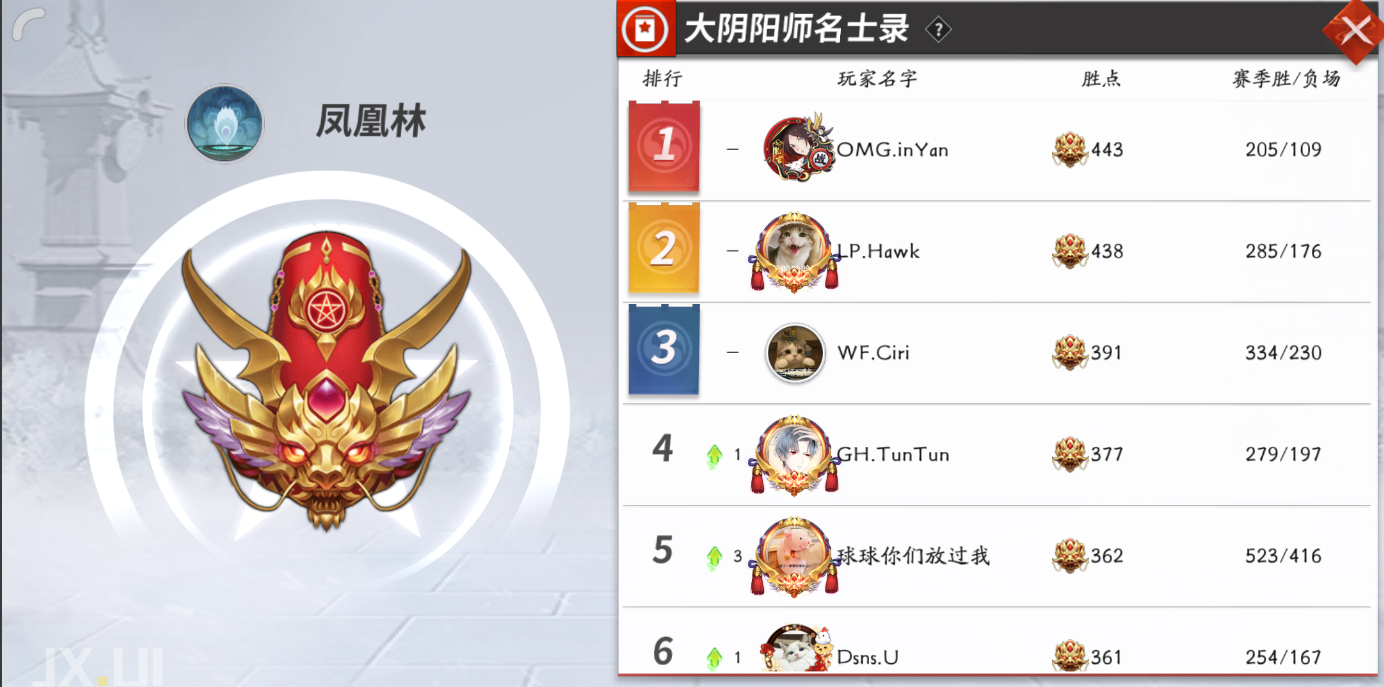 凤凰林
大阴阳师名士录 ?
排行 玩家名字 胜点 赛季胜/负场
1 – OMG.inYan 443 205/109
2 – LP.Hawk 438 285/176
3 – WF.Ciri 391 334/230
4 1 GH.TunTun 377 279/197
5 3 球球你们放过我 362 523/416
6 1 Dsns.U 361 254/167
JX.UI